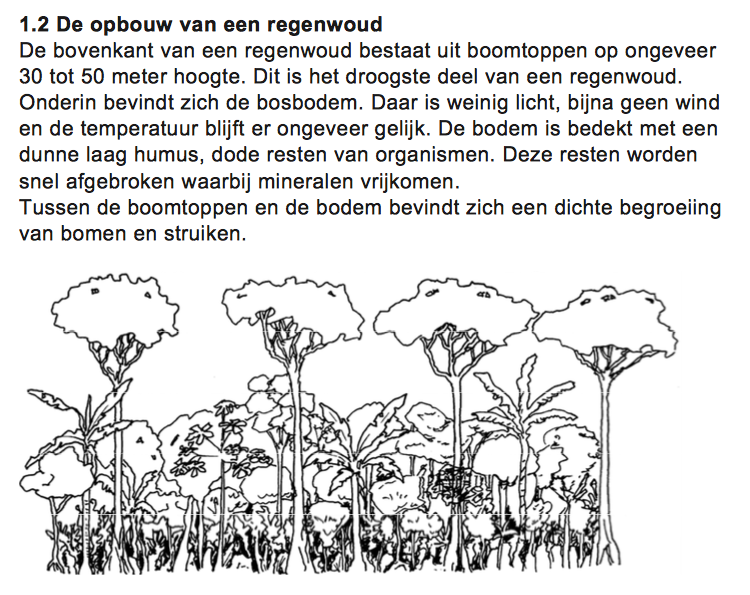 1.2 De opbouw van een regenwoud
De bovenkant van een regenwoud bestaat uit boomtoppen op ongeveer
30 tot 50 meter hoogte. Dit is het droogste deel van een regenwoud.
Onderin bevindt zich de bosbodem. Daar is weinig licht, bijna geen wind
en de temperatuur blijft er ongeveer gelijk. De bodem is bedekt met een
dunne laag humus, dode resten van organismen. Deze resten worden
snel afgebroken waarbij mineralen vrijkomen.
Tussen de boomtoppen en de bodem bevindt zich een dichte begroeiing
van bomen en struiken.